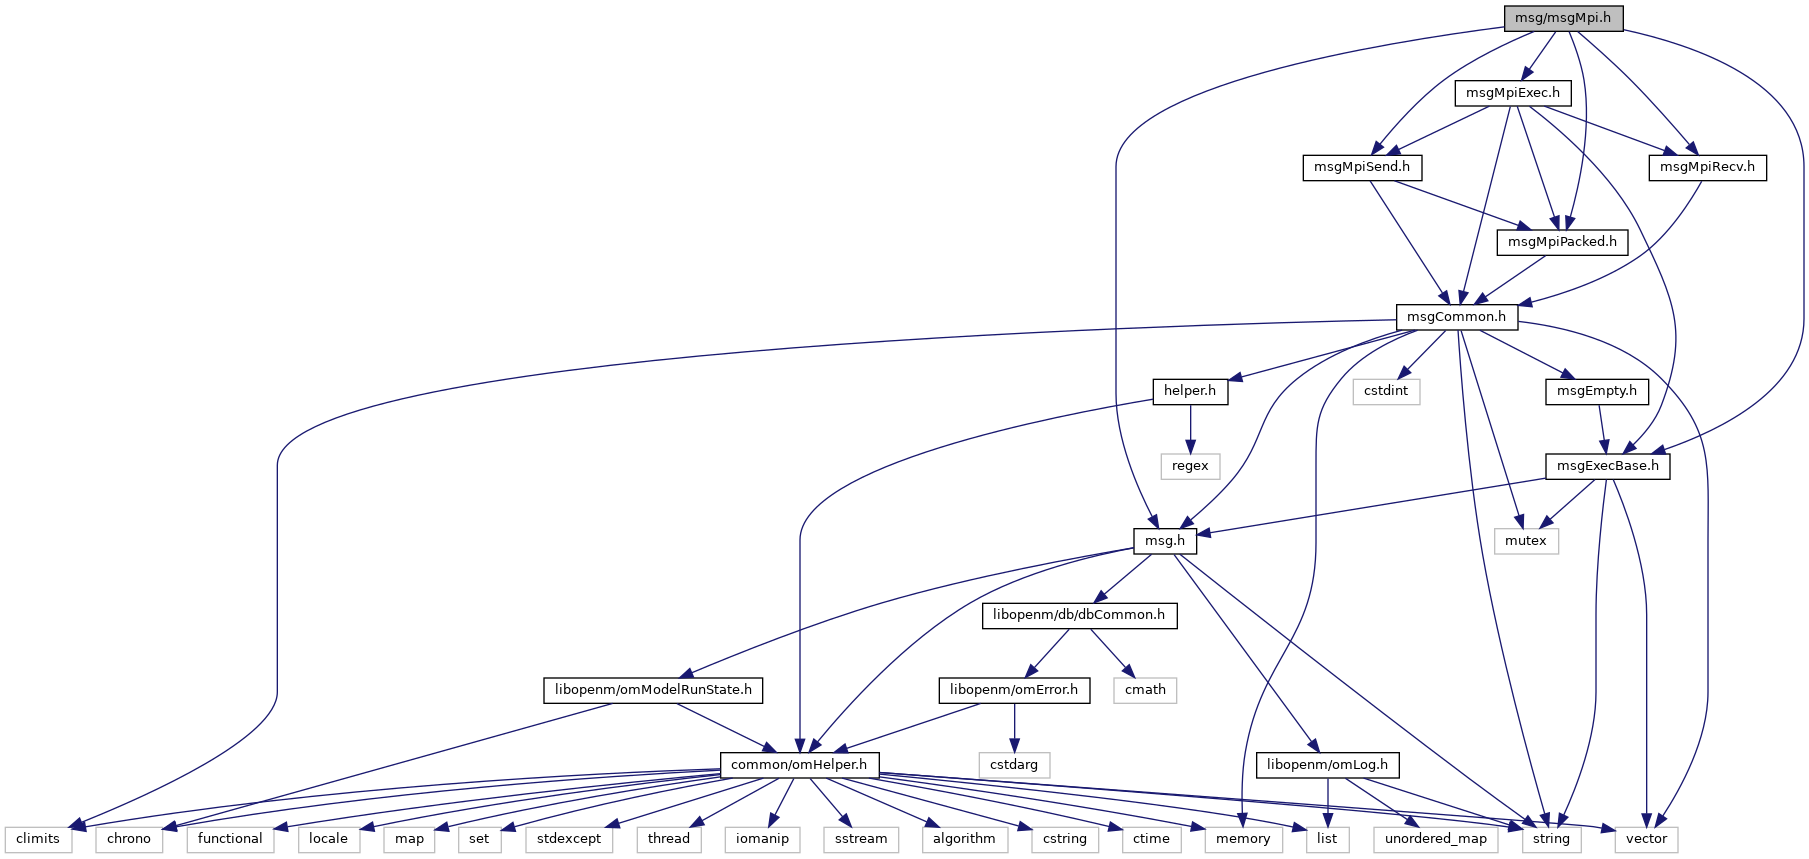 msg/msgMpi.h
msgMpiExec.h
msgMpiSend.h
msgMpiRecv.h
msgMpiPacked.h
msgCommon.h
helper.h
cstdint
msgEmpty.h
regex
msgExecBase.h
msg.h
mutex
libopenm/db/dbCommon.h
libopenm/omModelRunState.h
libopenm/omError.h
cmath
common/omHelper.h
cstdarg
libopenm/omLog.h
climits
chrono
functional
locale
map
set
stdexcept
thread
iomanip
sstream
algorithm
cstring
ctime
memory
list
unordered_map
string
vector